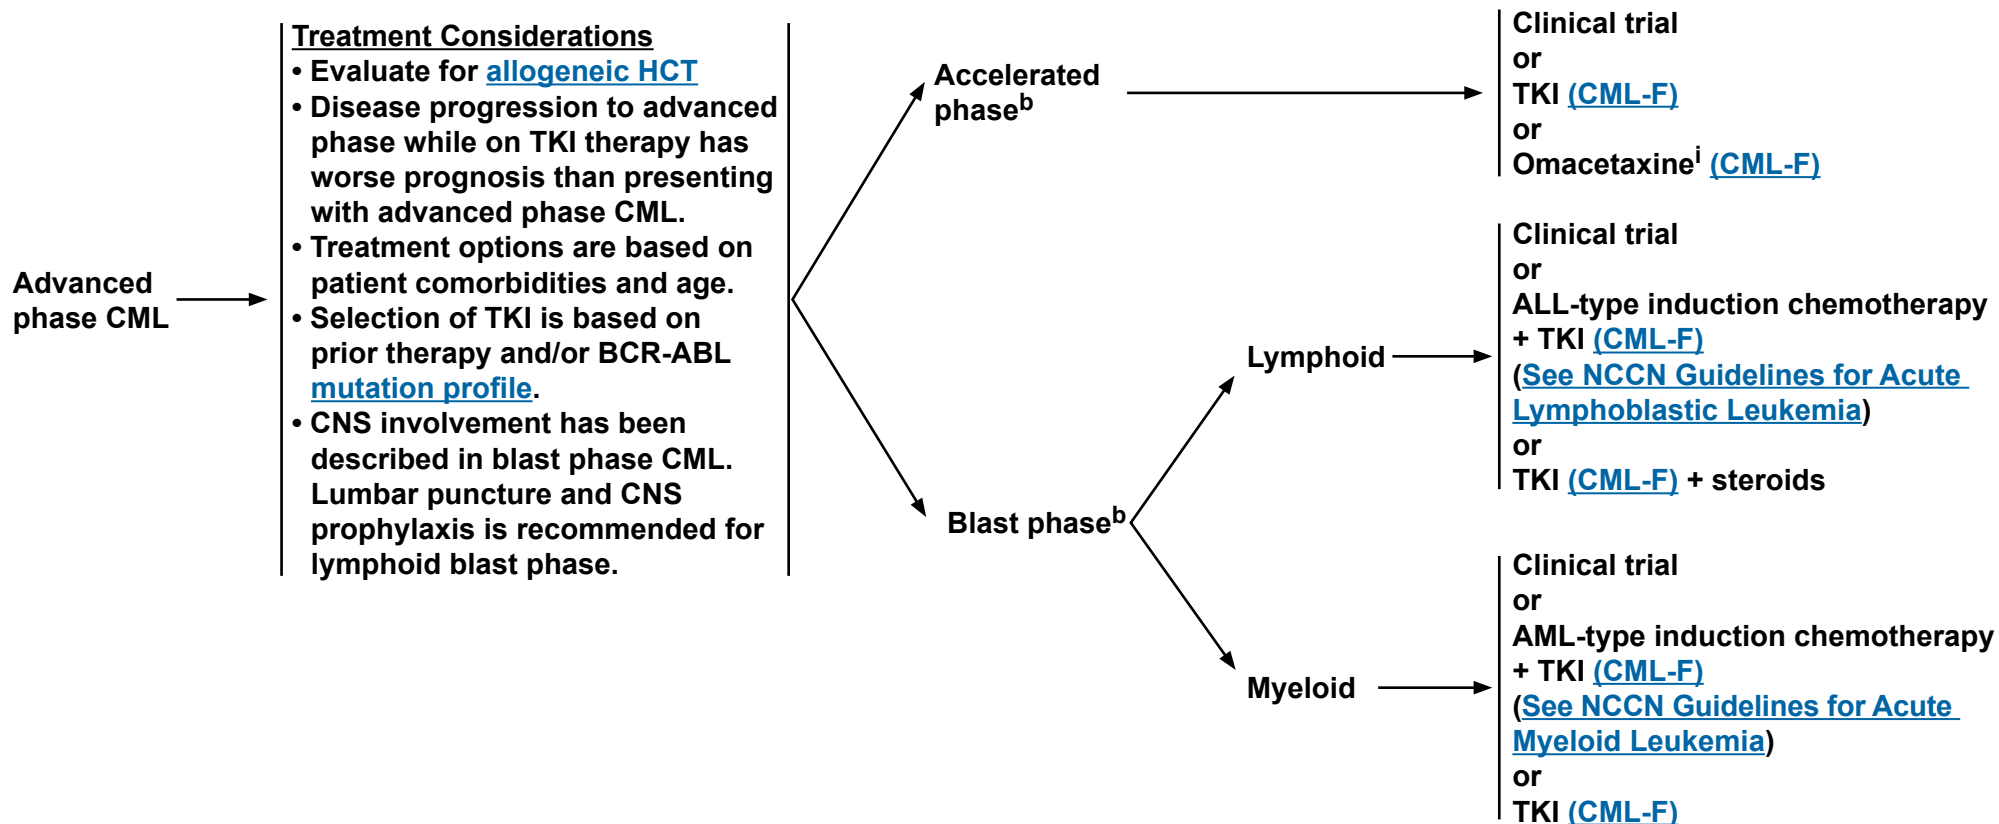 Advanced
phase CML
Treatment Considerations
• Evaluate for allogeneic HCT
• Disease progression to advanced
phase while on TKI therapy has
worse prognosis than presenting
with advanced phase CML.
• Treatment options are based on
patient comorbidities and age.
• Selection of TKI is based on
prior therapy and/or BCR-ABL
mutation profile.
• CNS involvement has been
described in blast phase CML.
Lumbar puncture and CNS
prophylaxis is recommended for
lymphoid blast phase.
Accelerated
phaseᵇ
Clinical trial
or
TKI (CML-F)
or
Omacetaxineⁱ (CML-F)
Blast phaseᵇ
Lymphoid
Clinical trial
or
ALL-type induction chemotherapy
+ TKI (CML-F)
(See NCCN Guidelines for Acute
Lymphoblastic Leukemia)
or
TKI (CML-F) + steroids
Myeloid
Clinical trial
or
AML-type induction chemotherapy
+ TKI (CML-F)
(See NCCN Guidelines for Acute
Myeloid Leukemia)
or
TKI (CML-F)